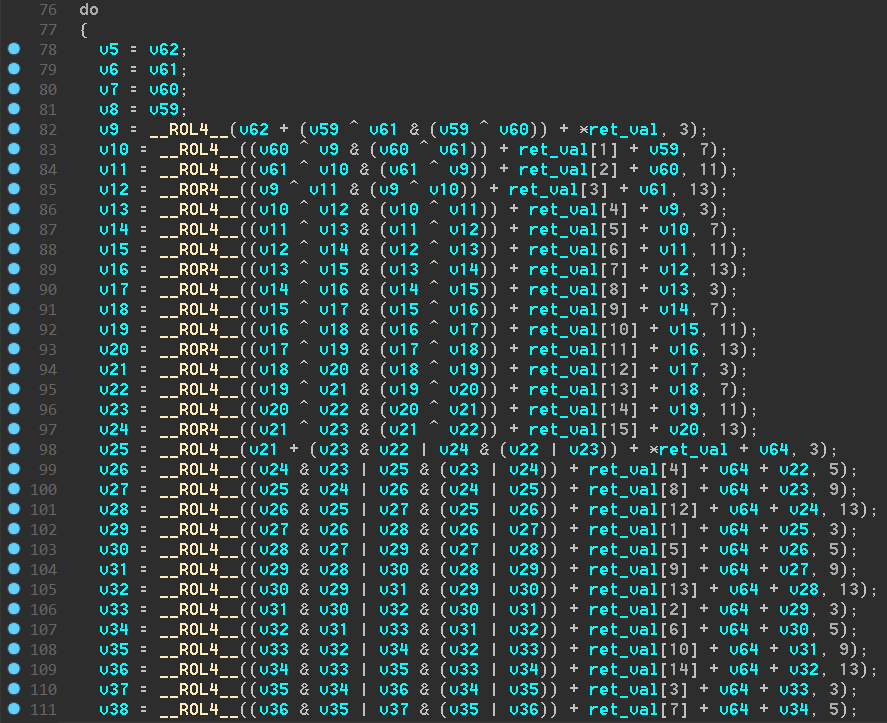 76 do
77 {
78 v5 = v62;
79 v6 = v61;
80 v7 = v60;
81 v8 = v59;
82 v9 = __ROL4__(v62 + (v59 ^ v61 & (v59 ^ v60)) + *ret_val, 3);
83 v10 = __ROL4__((v60 ^ v9 & (v60 ^ v61)) + ret_val[1] + v59, 7);
84 v11 = __ROL4__((v61 ^ v10 & (v61 ^ v9)) + ret_val[2] + v60, 11);
85 v12 = __ROR4__((v9 ^ v11 & (v9 ^ v10)) + ret_val[3] + v61, 13);
86 v13 = __ROL4__((v10 ^ v12 & (v10 ^ v11)) + ret_val[4] + v9, 3);
87 v14 = __ROL4__((v11 ^ v13 & (v11 ^ v12)) + ret_val[5] + v10, 7);
88 v15 = __ROL4__((v12 ^ v14 & (v12 ^ v13)) + ret_val[6] + v11, 11);
89 v16 = __ROR4__((v13 ^ v15 & (v13 ^ v14)) + ret_val[7] + v12, 13);
90 v17 = __ROL4__((v14 ^ v16 & (v14 ^ v15)) + ret_val[8] + v13, 3);
91 v18 = __ROL4__((v15 ^ v17 & (v15 ^ v16)) + ret_val[9] + v14, 7);
92 v19 = __ROL4__((v16 ^ v18 & (v16 ^ v17)) + ret_val[10] + v15, 11);
93 v20 = __ROR4__((v17 ^ v19 & (v17 ^ v18)) + ret_val[11] + v16, 13);
94 v21 = __ROL4__((v18 ^ v20 & (v18 ^ v19)) + ret_val[12] + v17, 3);
95 v22 = __ROL4__((v19 ^ v21 & (v19 ^ v20)) + ret_val[13] + v18, 7);
96 v23 = __ROL4__((v20 ^ v22 & (v20 ^ v21)) + ret_val[14] + v19, 11);
97 v24 = __ROR4__((v21 ^ v23 & (v21 ^ v22)) + ret_val[15] + v20, 13);
98 v25 = __ROL4__(v21 + (v23 & v22 | v24 & (v22 | v23)) + *ret_val + v64, 3);
99 v26 = __ROL4__((v24 & v23 | v25 & (v23 | v24)) + ret_val[4] + v64 + v22, 5);
100 v27 = __ROL4__((v25 & v24 | v26 & (v24 | v25)) + ret_val[8] + v64 + v23, 9);
101 v28 = __ROL4__((v26 & v25 | v27 & (v25 | v26)) + ret_val[12] + v64 + v24, 13);
102 v29 = __ROL4__((v27 & v26 | v28 & (v26 | v27)) + ret_val[1] + v64 + v25, 3);
103 v30 = __ROL4__((v28 & v27 | v29 & (v27 | v28)) + ret_val[5] + v64 + v26, 5);
104 v31 = __ROL4__((v29 & v28 | v30 & (v28 | v29)) + ret_val[9] + v64 + v27, 9);
105 v32 = __ROL4__((v30 & v29 | v31 & (v29 | v30)) + ret_val[13] + v64 + v28, 13);
106 v33 = __ROL4__((v31 & v30 | v32 & (v30 | v31)) + ret_val[2] + v64 + v29, 3);
107 v34 = __ROL4__((v32 & v31 | v33 & (v31 | v32)) + ret_val[6] + v64 + v30, 5);
108 v35 = __ROL4__((v33 & v32 | v34 & (v32 | v33)) + ret_val[10] + v64 + v31, 9);
109 v36 = __ROL4__((v34 & v33 | v35 & (v33 | v34)) + ret_val[14] + v64 + v32, 13);
110 v37 = __ROL4__((v35 & v34 | v36 & (v34 | v35)) + ret_val[3] + v64 + v33, 3);
111 v38 = __ROL4__((v36 & v35 | v37 & (v35 | v36)) + ret_val[7] + v64 + v34, 5);